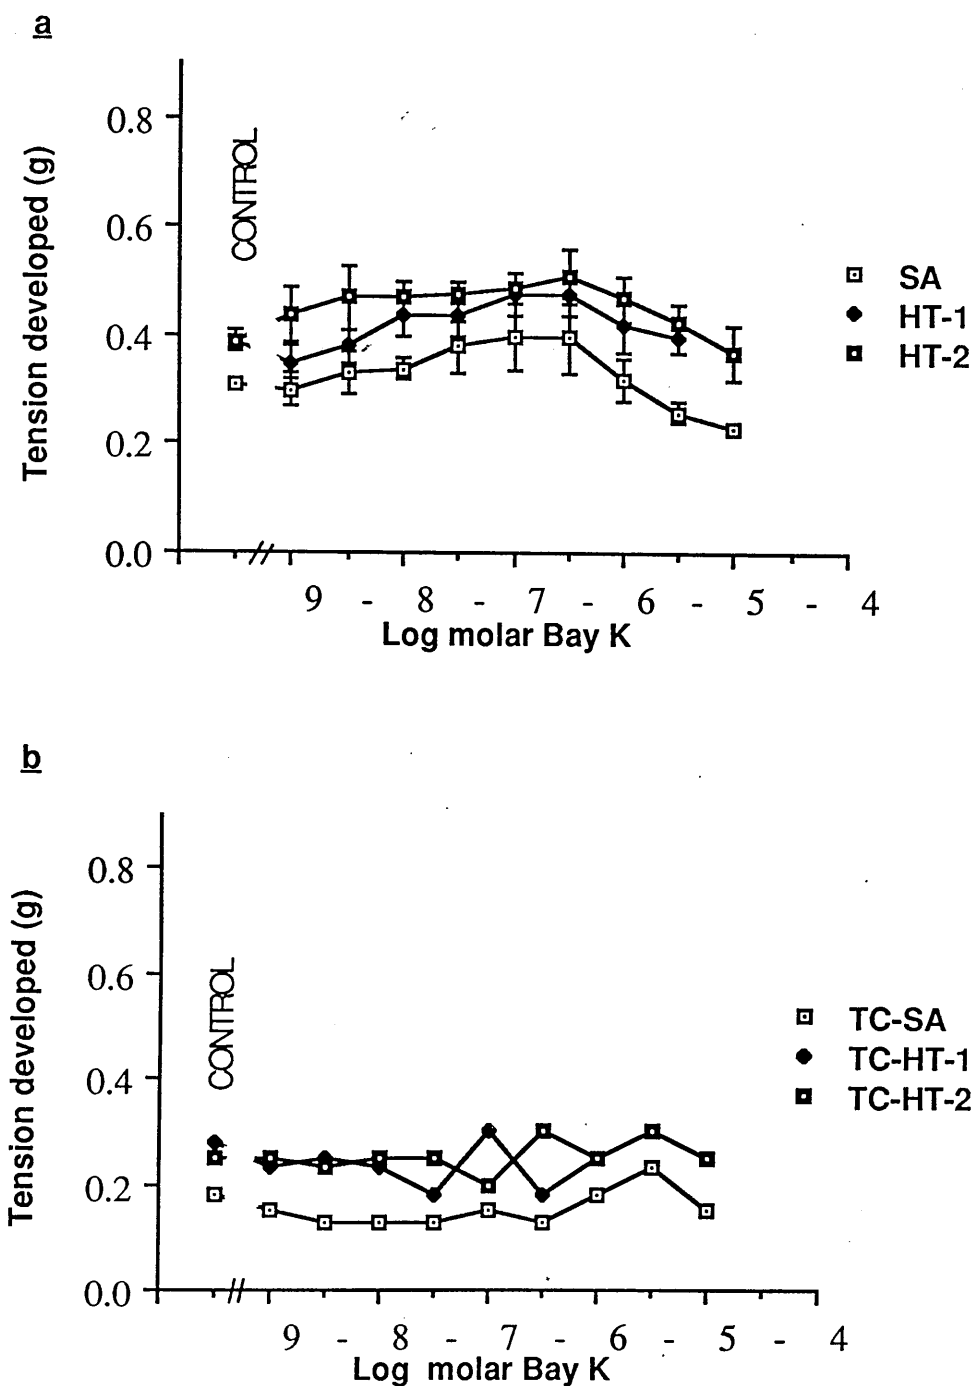 a
Tension developed (g)
0.8
0.6
0.4
0.2
0.0
CONTROL
SA
HT-1
HT-2
9 - 8 - 7 - 6 - 5 - 4
Log molar Bay K
b
Tension developed (g)
0.8
0.6
0.4
0.2
0.0
CONTROL
TC-SA
TC-HT-1
TC-HT-2
9 - 8 - 7 - 6 - 5 - 4
Log molar Bay K